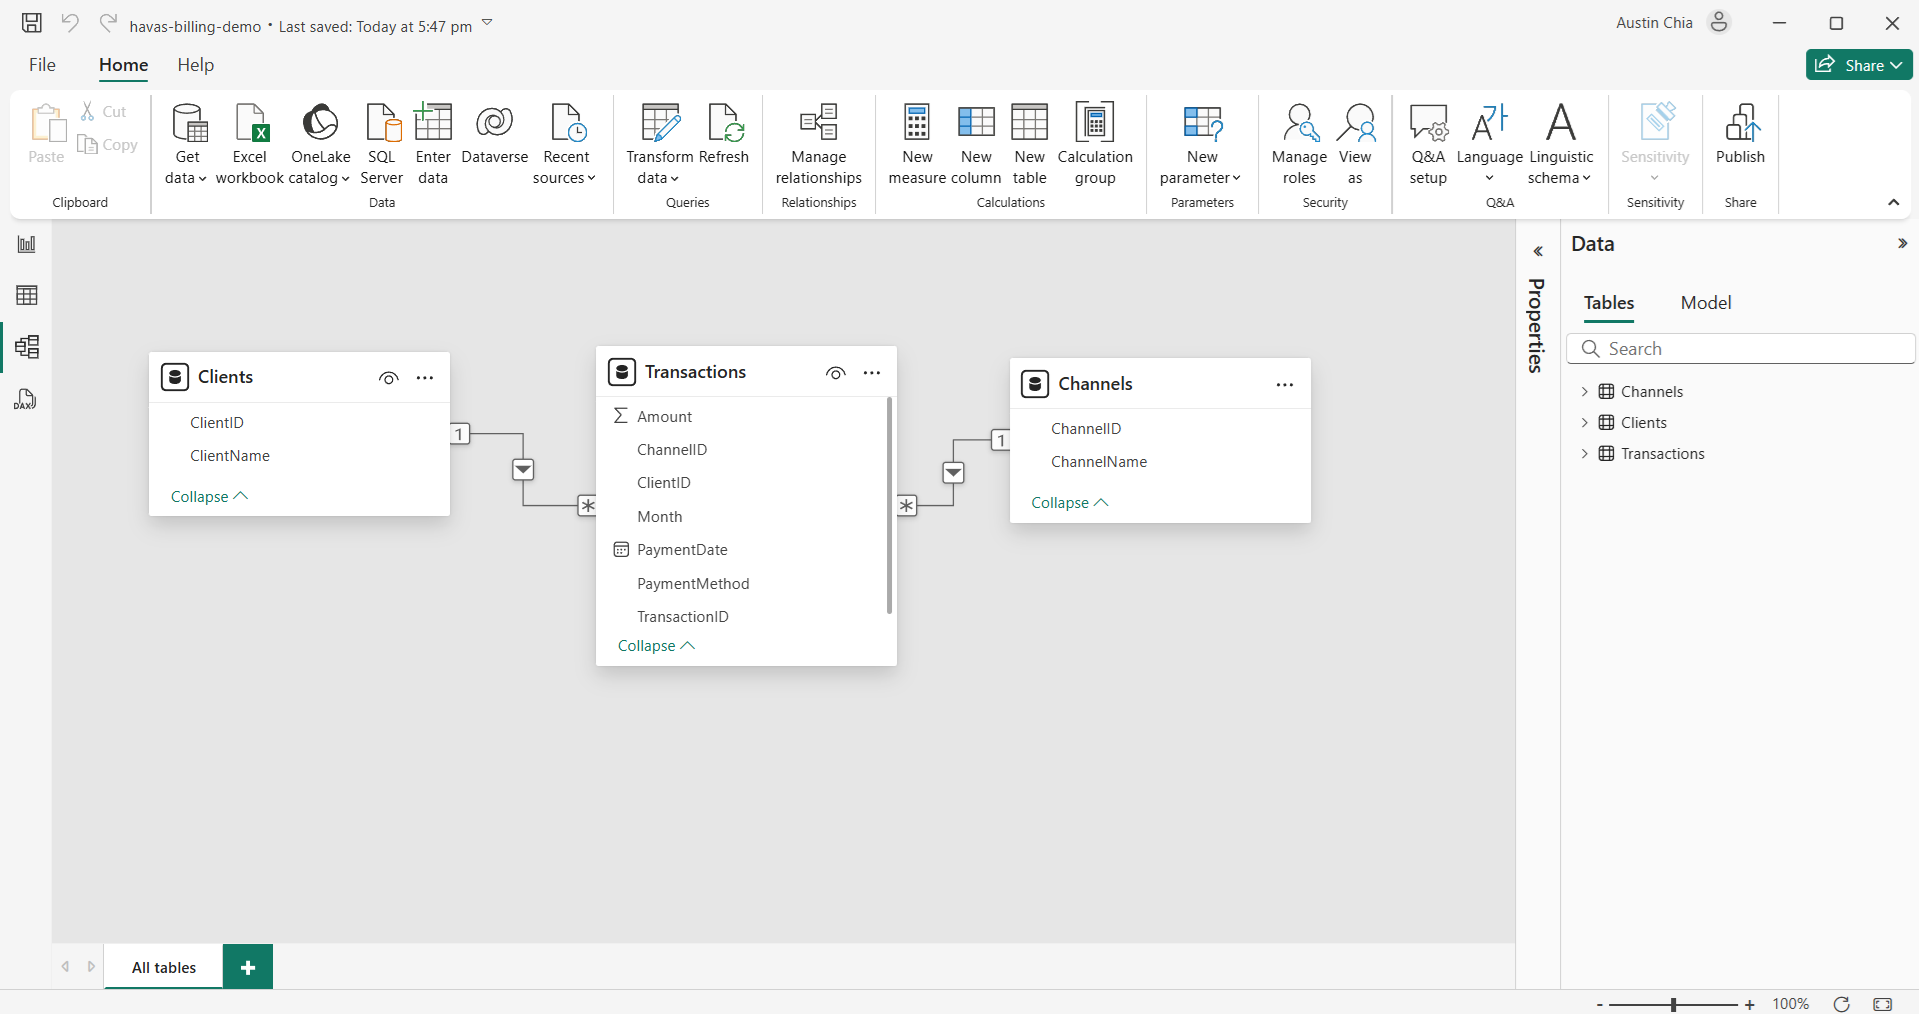 havas-billing-demo • Last saved: Today at 5:47 pm
Austin Chia
File Home Help
Share
Paste
Cut
Copy
Clipboard
Get data
Excel workbook
OneLake catalog
SQL Server
Enter data
Dataverse
Recent sources
Data
Transform data
Refresh
Queries
Manage relationships
Relationships
New measure
New column
New table
Calculation group
Calculations
New parameter
Parameters
Manage roles
View as
Security
Q&A setup
Language
Linguistic schema
Q&A
Sensitivity
Sensitivity
Publish
Share
DAX
Clients
ClientID
ClientName
Collapse
1
*
Transactions
Amount
ChannelID
ClientID
Month
PaymentDate
PaymentMethod
TransactionID
Collapse
*
1
Channels
ChannelID
ChannelName
Collapse
Properties
Data
Tables Model
Search
Channels
Clients
Transactions
All tables
+
- + 100%